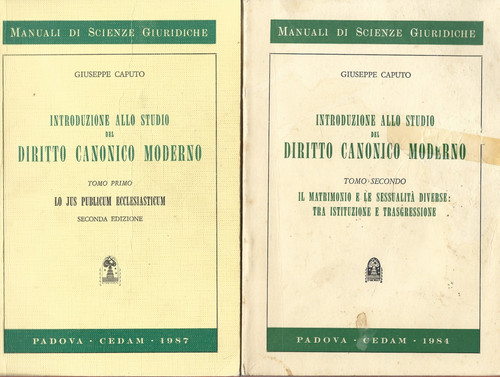 MANUALI DI SCIENZE GIURIDICHE
GIUSEPPE CAPUTO
INTRODUZIONE ALLO STUDIO
DEL
DIRITTO CANONICO MODERNO
TOMO PRIMO
LO JUS PUBLICUM ECCLESIASTICUM
SECONDA EDIZIONE
PADOVA - CEDAM - 1987
MANUALI DI SCIENZE GIURIDICHE
GIUSEPPE CAPUTO
INTRODUZIONE ALLO STUDIO
DEL
DIRITTO CANONICO MODERNO
TOMO SECONDO
IL MATRIMONIO E LE SESSUALITÀ DIVERSE:
TRA ISTITUZIONE E TRASGRESSIONE
PADOVA - CEDAM - 1984